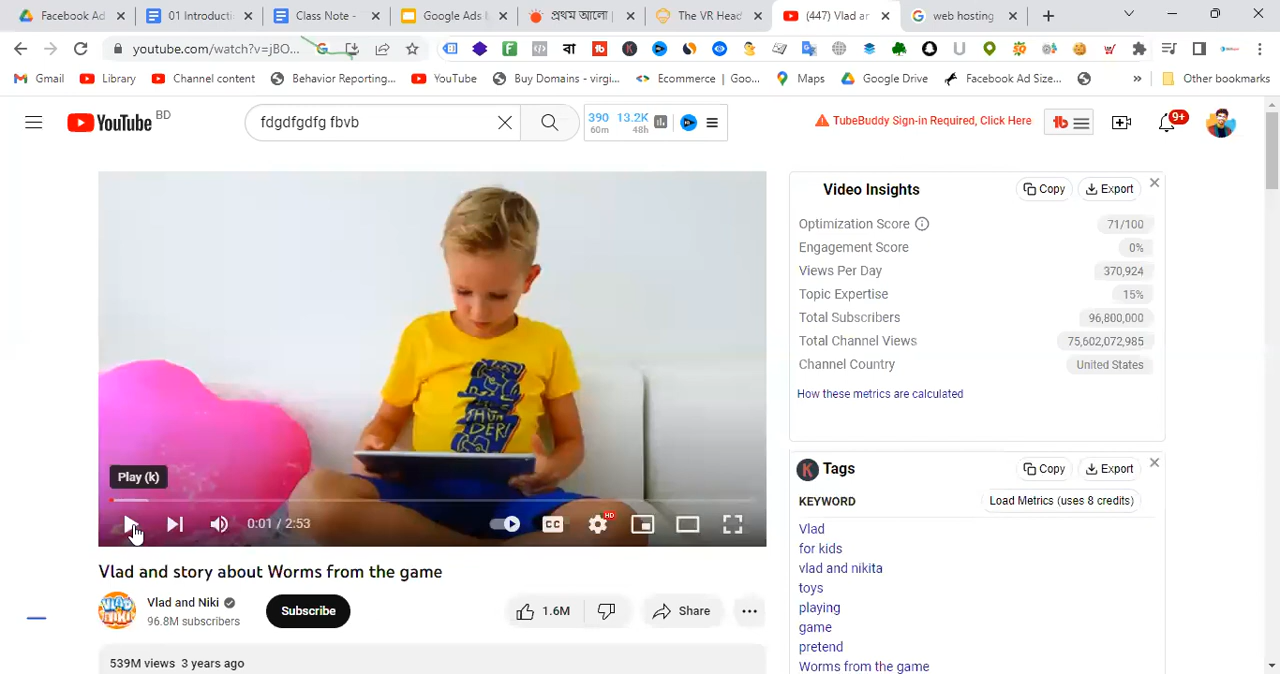 Facebook Ad
01 Introducti
Class Note -
Google Ads b
প্রথম আলো |
The VR Head
(447) Vlad ar
web hosting
youtube.com/watch?v=jBO...
Gmail
Library
Channel content
Behavior Reporting...
YouTube
Buy Domains - virgi...
Ecommerce | Goo...
Maps
Google Drive
Facebook Ad Size...
»
Other bookmarks
YouTube BD
fdgdfgdfg fbvb
390 13.2K
60m 48h
TubeBuddy Sign-in Required, Click Here
9+
Video Insights
Copy
Export
Optimization Score 71/100
Engagement Score 0%
Views Per Day 370,924
Topic Expertise 15%
Total Subscribers 96,800,000
Total Channel Views 75,602,072,985
Channel Country United States
How these metrics are calculated
THUN
DER!
Play (k)
0:01 / 2:53
CC
HD
Vlad and story about Worms from the game
Vlad and Niki
96.8M subscribers
Subscribe
1.6M
Share
539M views 3 years ago
K Tags
Copy
Export
KEYWORD
Load Metrics (uses 8 credits)
Vlad
for kids
vlad and nikita
toys
playing
game
pretend
Worms from the game